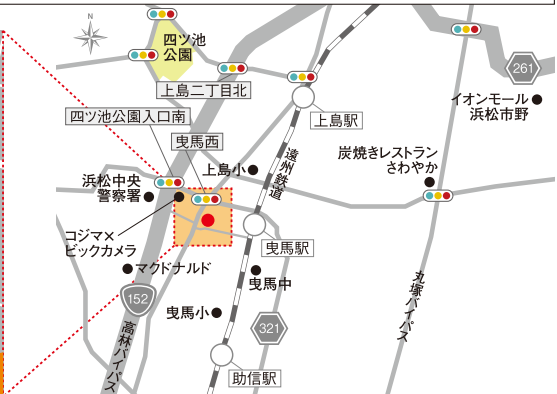 N
四ツ池
公園
261
上島二丁目北
イオンモール
浜松市野
四ツ池公園入口南
上島駅
曳馬西
炭焼きレストラン
さわやか
上島小
遠州鉄道
浜松中央
警察署
コジマ×
ビックカメラ
曳馬駅
マクドナルド
曳馬中
152
曳馬小
321
高林バイパス
丸塚バイパス
助信駅